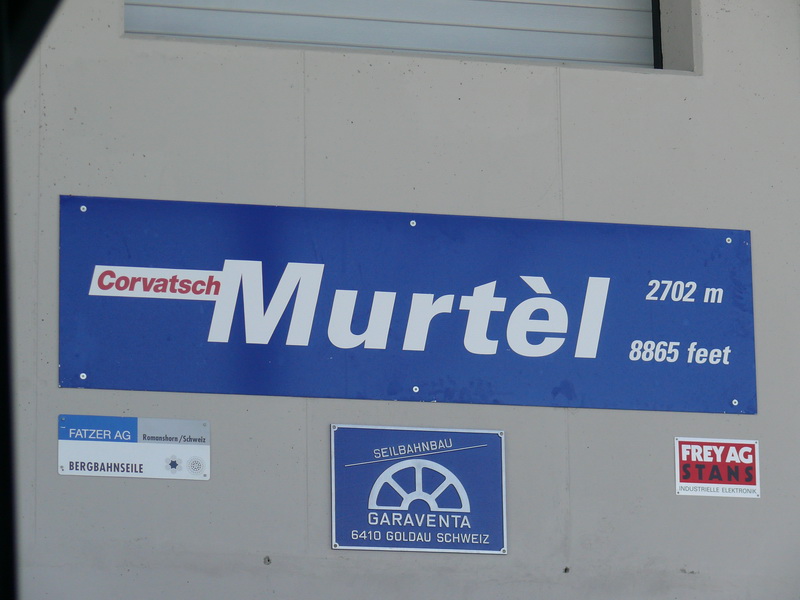 Corvatsch Murtèl 2702 m
8865 feet
FATZER AG Romanshorn/Schweiz
BERGBAHNSEILE
SEILBAHNBAU
GARAVENTA
6410 GOLDAU SCHWEIZ
FREY AG
STANS
INDUSTRIELLE ELEKTRONIK